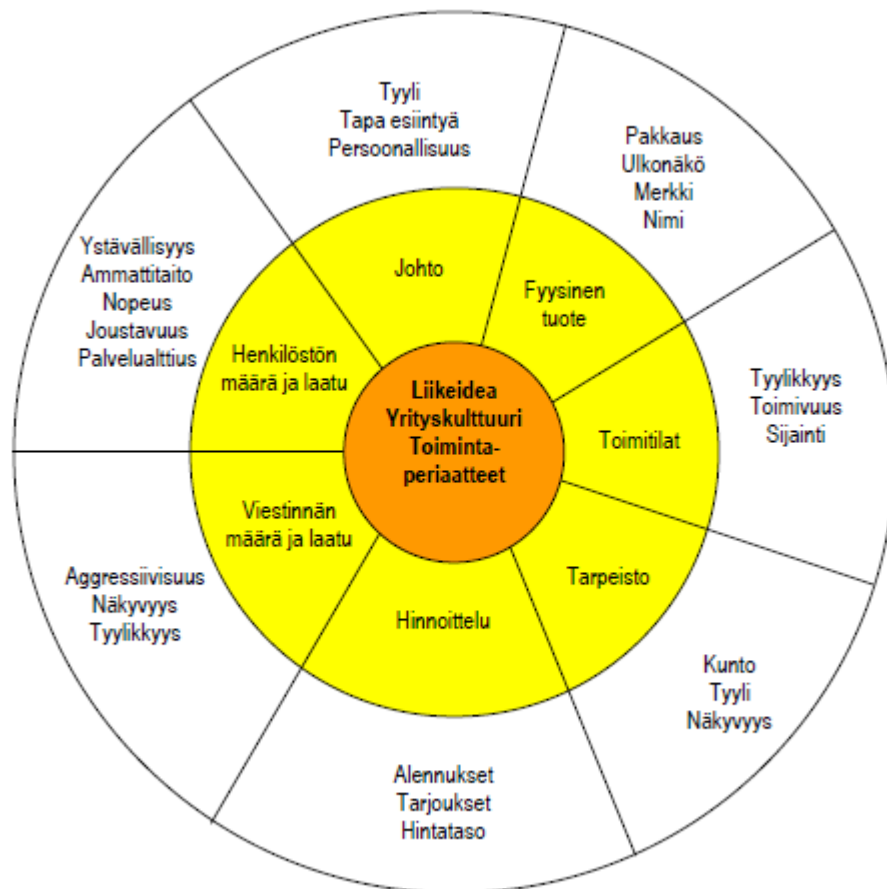 Tyyli
Tapa esiintyä
Persoonallisuus
Pakkaus
Ulkonäkö
Merkki
Nimi
Ystävällisyys
Ammattitaito
Nopeus
Joustavuus
Palvelualttius
Johto
Fyysinen
tuote
Henkilöstön
määrä ja laatu
Liikeidea
Yrityskulttuuri
Toiminta-
periaatteet
Toimitilat
Tyylikkyys
Toimivuus
Sijainti
Viestinnän
määrä ja laatu
Tarpeisto
Hinnoittelu
Aggressiivisuus
Näkyvyys
Tyylikkyys
Kunto
Tyyli
Näkyvyys
Alennukset
Tarjoukset
Hintataso